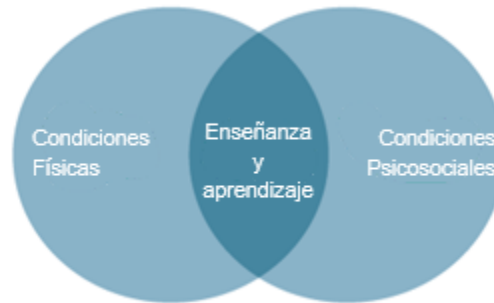 Condiciones
Físicas
Enseñanza
y
aprendizaje
Condiciones
Psicosociales